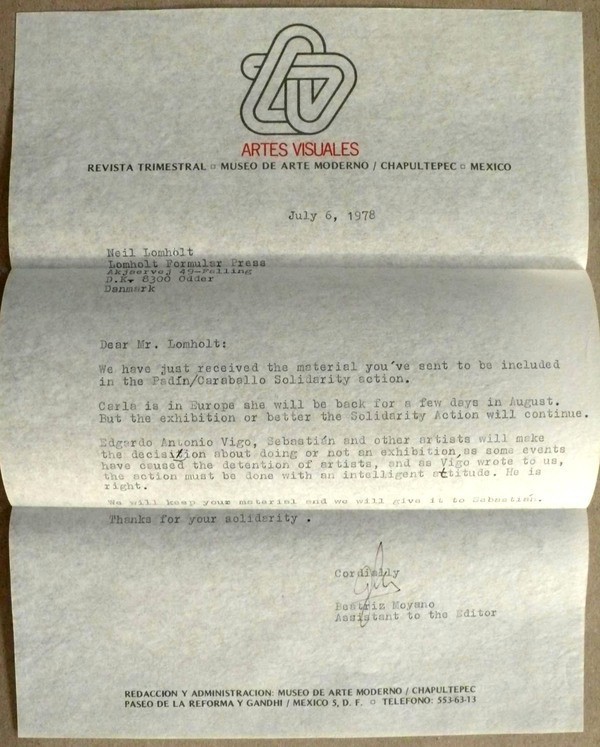 ARTES VISUALES
REVISTA TRIMESTRAL ▫ MUSEO DE ARTE MODERNO / CHAPULTEPEC ▫ MEXICO
July 6, 1978
Neil Lomholt
Lomholt Formular Press
Akjaervej 49-Falling
D.K. 8300 Odder
Danmark
Dear Mr. Lomholt:
We have just received the material you've sent to be included
in the Padín/Caraballo Solidarity action.
Carla is in Europe she will be back for a few days in August.
But the exhibition or better the Solidarity Action will continue.
Edgardo Antonio Vigo, Sebastián and other artists will make
the decisition about doing or not an exhibition, as some events
have caused the detention of artists, and as Vigo wrote to us,
the action must be done with an intelligent attitude. He is
right.
We will keep your material and we will give it to Sebastián.
Thanks for your solidarity .
Cordially
Beatriz Moyano
Assistant to the Editor
REDACCION Y ADMINISTRACION: MUSEO DE ARTE MODERNO / CHAPULTEPEC
PASEO DE LA REFORMA Y GANDHI / MEXICO 5, D. F. ▫ TELEFONO: 553-63-13